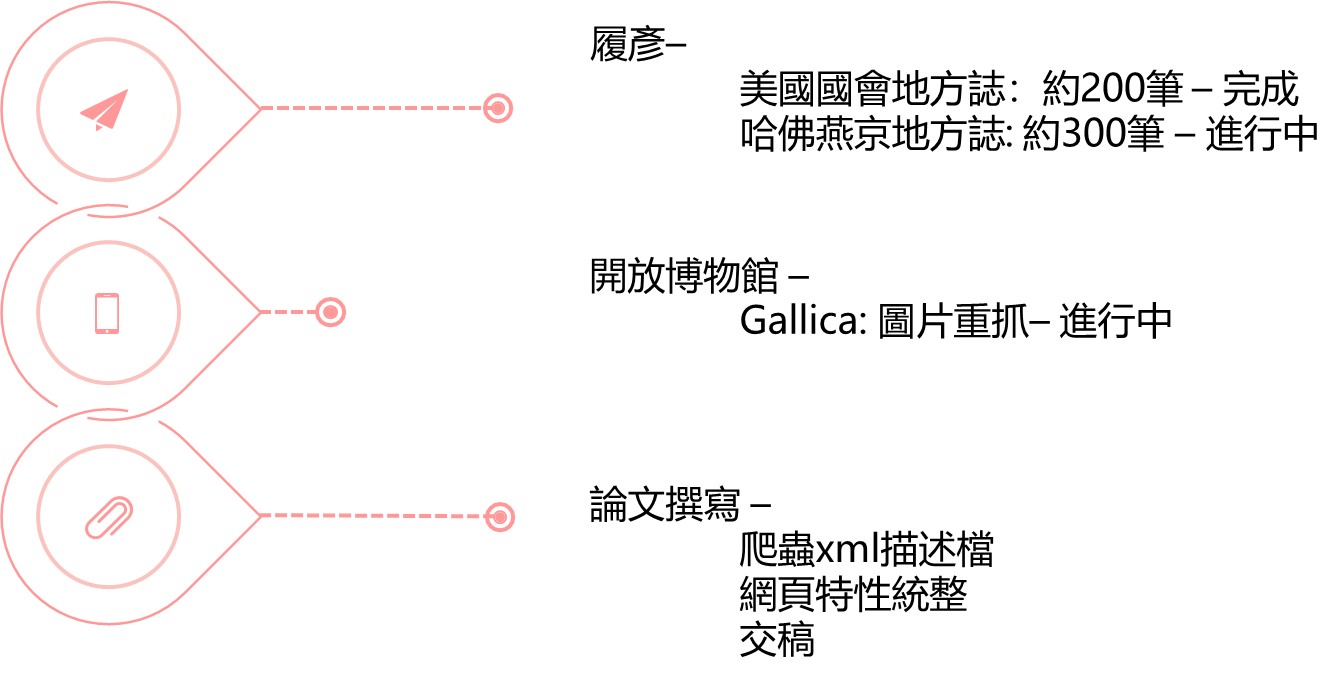 履彥–
美國國會地方誌：約200筆 – 完成
哈佛燕京地方誌: 約300筆 – 進行中
開放博物館 –
Gallica: 圖片重抓– 進行中
論文撰寫 –
爬蟲xml描述檔
網頁特性統整
交稿